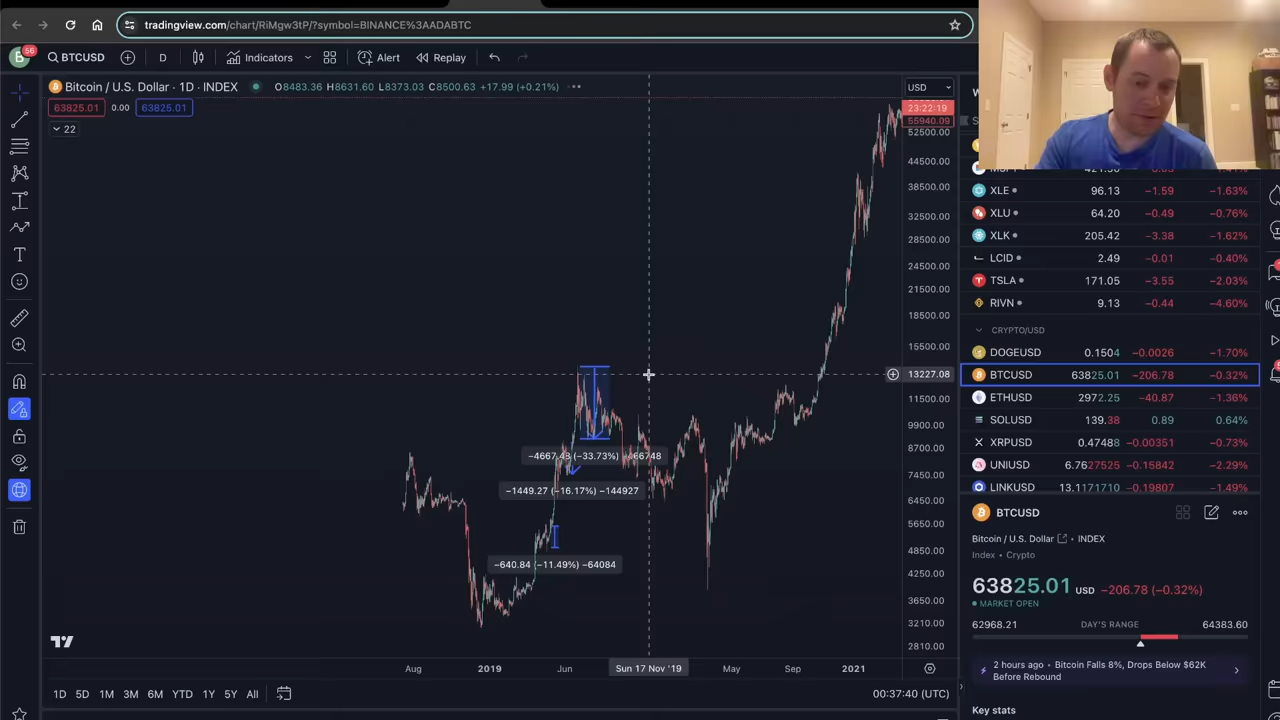 tradingview.com/chart/RiMgw3tP/?symbol=BINANCE%3AADABTC
B 56 BTCUSD D Indicators Alert Replay
Bitcoin / U.S. Dollar · 1D · INDEX O8483.36 H8631.60 L8373.03 C8500.63 +17.99 (+0.21%)
63825.01 0.00 63825.01
22
USD
23:22:19
55940.09
52500.00
44500.00
38500.00
32500.00
28500.00
24500.00
21500.00
18500.00
15500.00
13227.08
11500.00
9900.00
8700.00
7450.00
6450.00
5650.00
4850.00
4250.00
3650.00
3210.00
2810.00
−4667.48 (−33.73%) −466748
−1449.27 (−16.17%) −144927
−640.84 (−11.49%) −64084
Aug 2019 Jun Sun 17 Nov '19 May Sep 2021
1D 5D 1M 3M 6M YTD 1Y 5Y All
00:37:40 (UTC)
XLE 96.13 −1.59 −1.63%
XLU 64.20 −0.49 −0.76%
XLK 205.42 −3.38 −1.62%
LCID 2.49 −0.01 −0.40%
TSLA 171.05 −3.55 −2.03%
RIVN 9.13 −0.44 −4.60%
CRYPTO/USD
DOGEUSD 0.1504 −0.0026 −1.70%
BTCUSD 63825.01 −206.78 −0.32%
ETHUSD 2972.25 −40.87 −1.36%
SOLUSD 139.38 0.89 0.64%
XRPUSD 0.47488 −0.00351 −0.73%
UNIUSD 6.7627525 −0.15842 −2.29%
LINKUSD 13.1171710 −0.19807 −1.49%
BTCUSD
Bitcoin / U.S. Dollar · INDEX
Index · Crypto
63825.01 USD −206.78 (−0.32%)
MARKET OPEN
62968.21 DAY'S RANGE 64383.60
2 hours ago · Bitcoin Falls 8%, Drops Below $62K
Before Rebound
Key stats